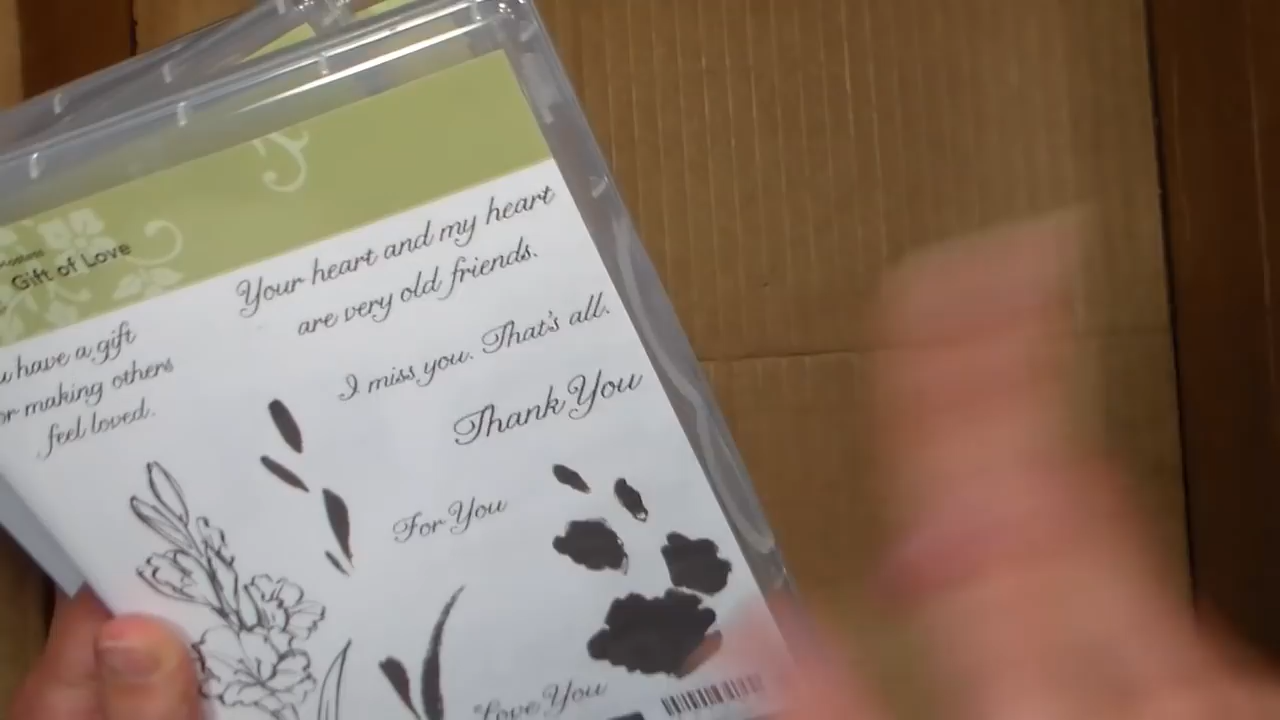 Gift of Love
Your heart and my heart
are very old friends.
have a gift
making others
feel loved.
I miss you. That's all.
Thank You
For You
Love You